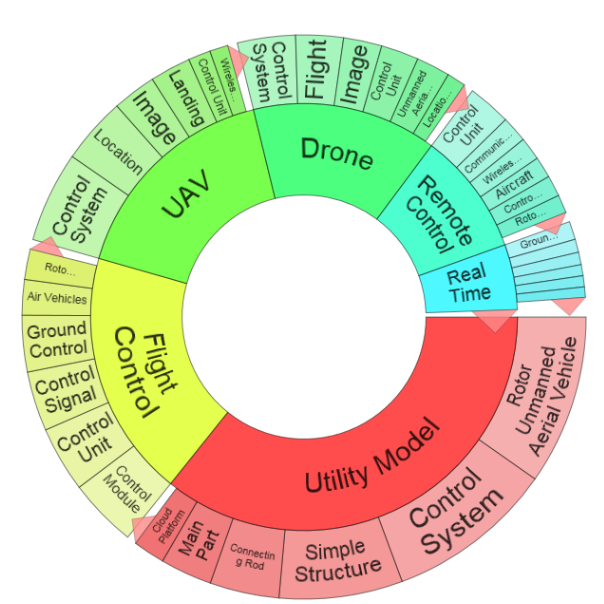 Drone
Control
System
Flight
Image
Control
Unit
Unmanned
Aeria...
Locatio...
Remote
Control
Control
Unit
Communic...
Wireles...
Aircraft
Contro...
Roto...
Real
Time
Groun...
Utility Model
Rotor
Unmanned
Aerial Vehicle
Control
System
Simple
Structure
Connectin
g Rod
Main
Part
Cloud
Platform
Flight
Control
Control
Module
Control
Unit
Control
Signal
Ground
Control
Air Vehicles
Roto...
UAV
Control
System
Location
Image
Landing
Control Unit
Wireles...